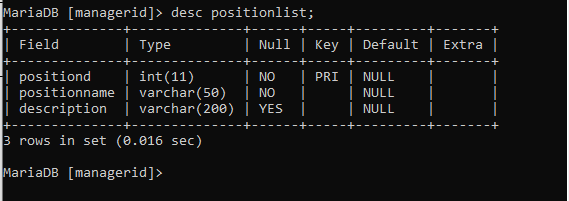 MariaDB [managerid]> desc positionlist;
+--------------+--------------+------+-----+---------+-------+
| Field        | Type         | Null | Key | Default | Extra |
+--------------+--------------+------+-----+---------+-------+
| positiond    | int(11)      | NO   | PRI | NULL    |       |
| positionname | varchar(50)  | NO   |     | NULL    |       |
| description  | varchar(200) | YES  |     | NULL    |       |
+--------------+--------------+------+-----+---------+-------+
3 rows in set (0.016 sec)
MariaDB [managerid]>